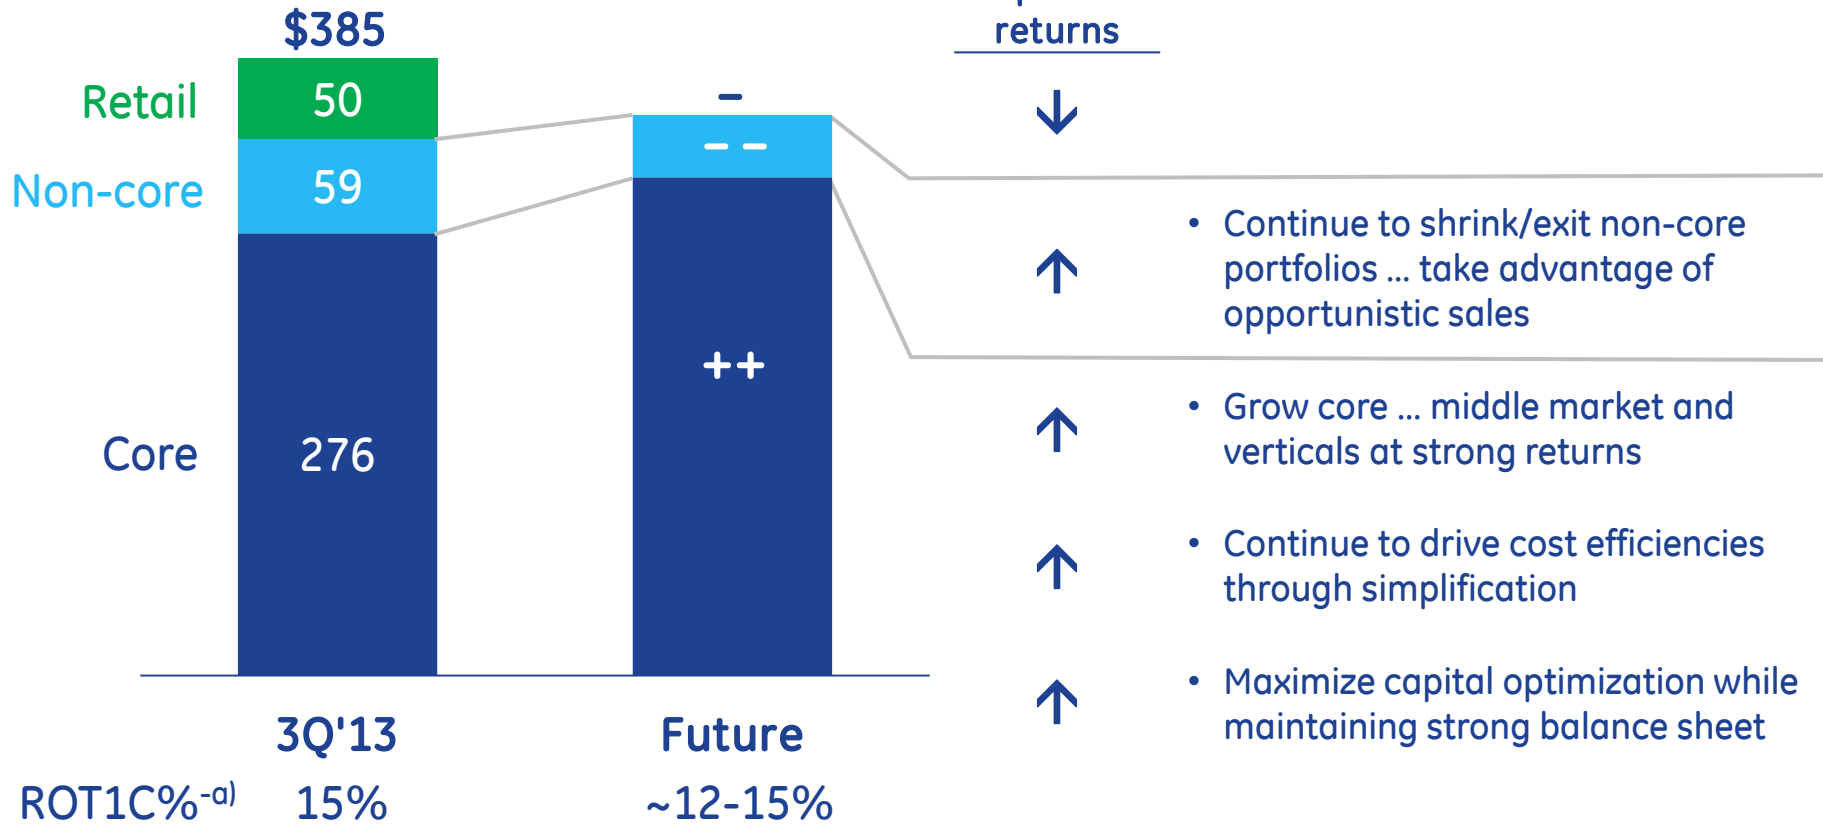 $385
returns
Retail
50
–
Non-core
59
– –
• Continue to shrink/exit non-core
portfolios ... take advantage of
opportunistic sales
++
Core
276
• Grow core ... middle market and
verticals at strong returns
• Continue to drive cost efficiencies
through simplification
• Maximize capital optimization while
maintaining strong balance sheet
3Q'13
Future
ROT1C%-a)
15%
~12-15%